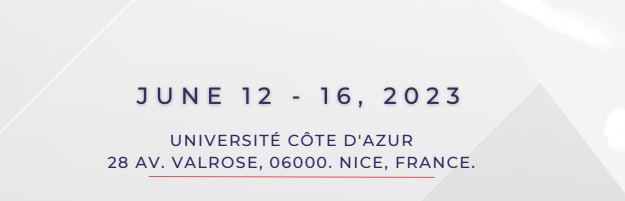 JUNE 12 - 16, 2023
UNIVERSITÉ CÔTE D'AZUR
28 AV. VALROSE, 06000. NICE, FRANCE.